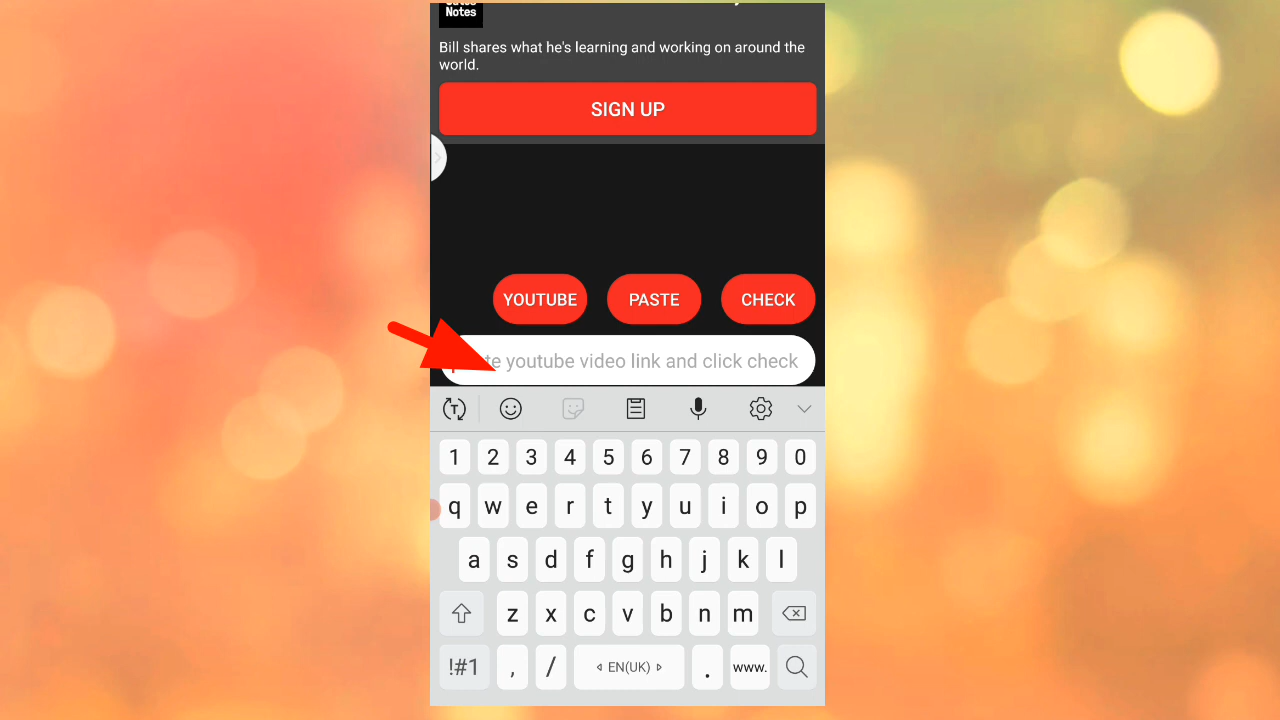 Notes
Bill shares what he's learning and working on around the
world.
SIGN UP
YOUTUBE PASTE CHECK
youtube video link and click check
T
1 2 3 4 5 6 7 8 9 0
q w e r t y u i o p
a s d f g h j k l
z x c v b n m
!#1 , / EN(UK) . www.